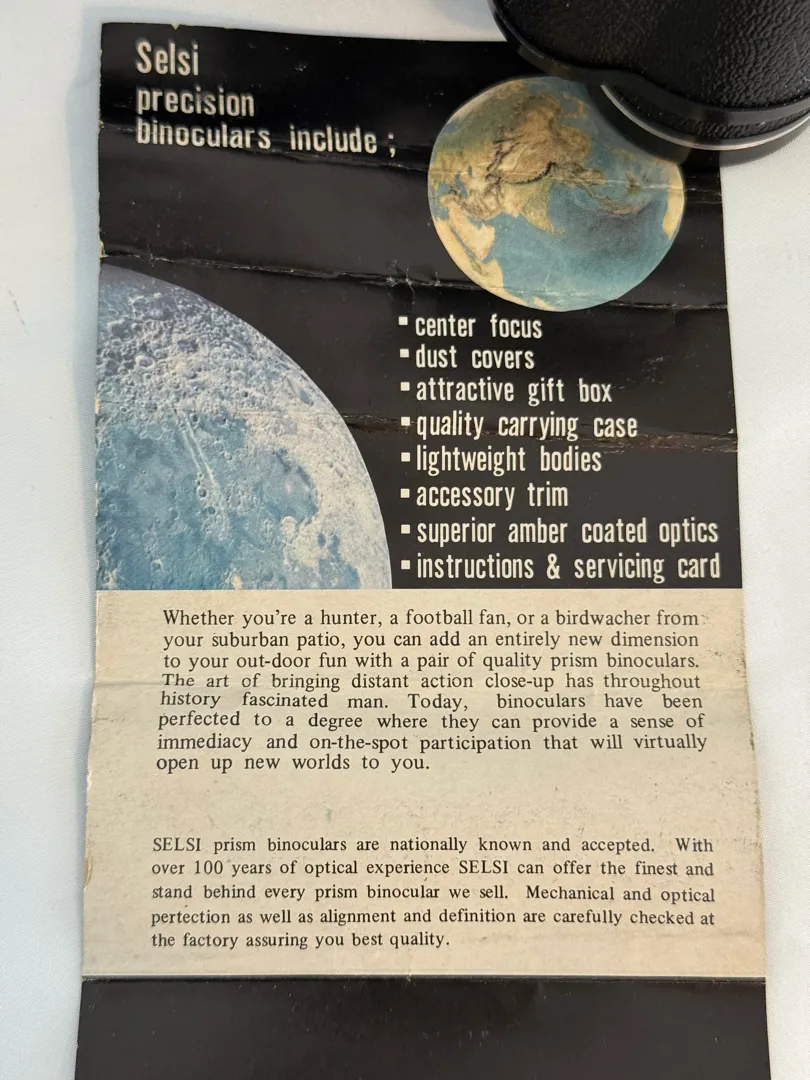 Selsi
precision
binoculars include ;
▪ center focus
▪ dust covers
▪ attractive gift box
▪ quality carrying case
▪ lightweight bodies
▪ accessory trim
▪ superior amber coated optics
▪ instructions & servicing card
Whether you're a hunter, a football fan, or a birdwacher from
your suburban patio, you can add an entirely new dimension
to your out-door fun with a pair of quality prism binoculars.
The art of bringing distant action close-up has throughout
history fascinated man. Today, binoculars have been
perfected to a degree where they can provide a sense of
immediacy and on-the-spot participation that will virtually
open up new worlds to you.
SELSI prism binoculars are nationally known and accepted. With
over 100 years of optical experience SELSI can offer the finest and
stand behind every prism binocular we sell. Mechanical and optical
pertection as well as alignment and definition are carefully checked at
the factory assuring you best quality.